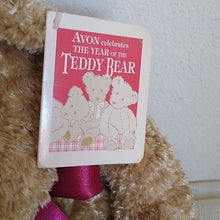 AVON celebrates
THE YEAR OF THE
TEDDY BEAR